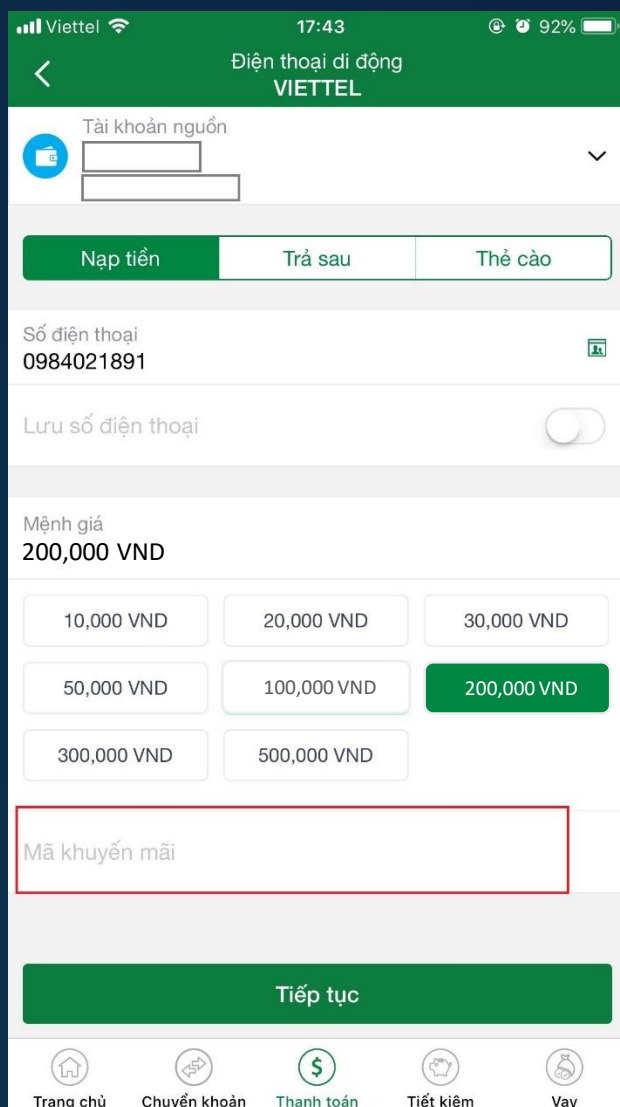 Viettel 17:43 92%
Điện thoại di động
VIETTEL
Tài khoản nguồn
Nạp tiền Trả sau Thẻ cào
Số điện thoại
0984021891
Lưu số điện thoại
Mệnh giá
200,000 VND
10,000 VND 20,000 VND 30,000 VND
50,000 VND 100,000 VND 200,000 VND
300,000 VND 500,000 VND
Mã khuyến mãi
Tiếp tục
$
Trang chủ Chuyển khoản Thanh toán Tiết kiệm Vay